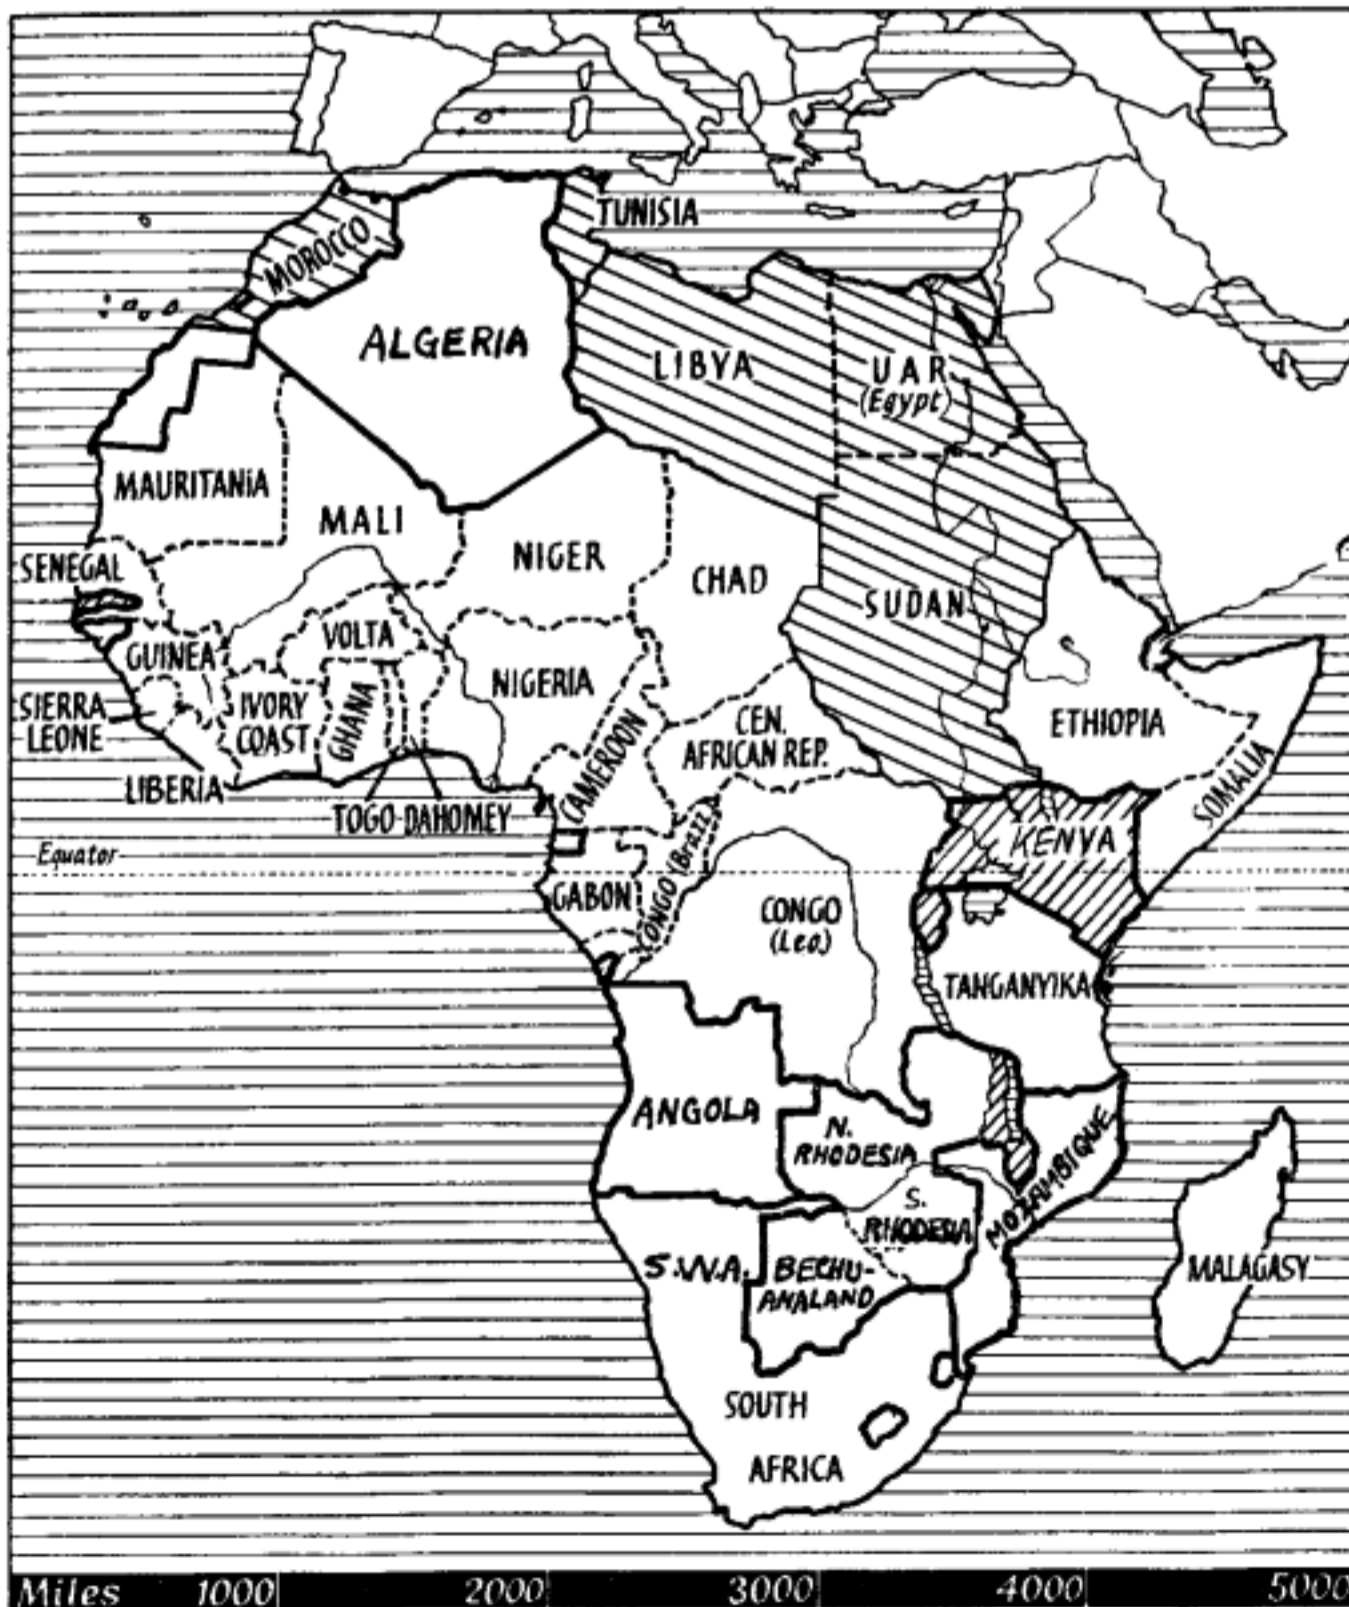 TUNISIA
MOROCCO
ALGERIA
LIBYA
UAR
(Egypt)
MAURITANiA
MALI
NIGER
CHAD
SUDAN
SENEGAL
VOLTA
GUINEA
NIGERIA
SIERRA
LEONE
IVORY
COAST
GHANA
CEN.
AFRICAN REP.
ETHIOPIA
CAMEROON
SOMALIA
LIBERIA
TOGO
DAHOMEY
Equator
KENYA
GABON
CONGO (Brazz.)
CONGO
(Leo.)
TANGANYIKA
ANGOLA
N.
RHODESIA
MOZAMBIQUE
S.
RHODESIA
S.W.A.
BECHU-
ANALAND
MALAGASY
SOUTH
AFRICA
Miles 1000 2000 3000 4000 5000